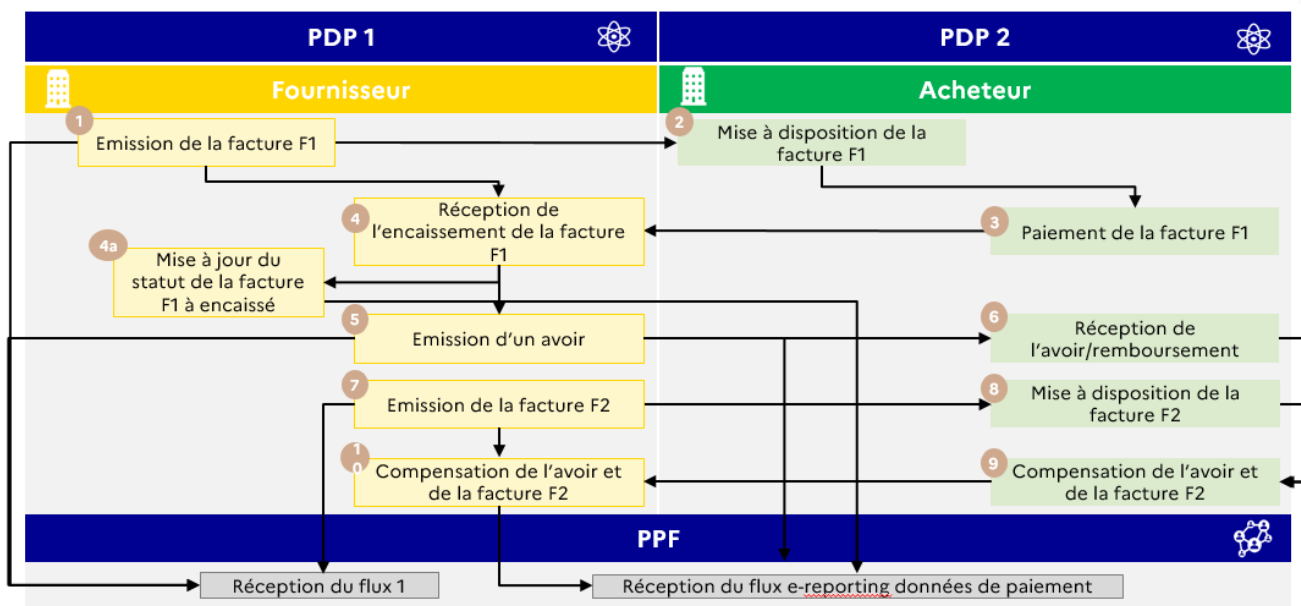 PDP 1
PDP 2
Fournisseur
Acheteur
1
Emission de la facture F1
2
Mise à disposition de la
facture F1
4
Réception de
l'encaissement de la facture
F1
3
Paiement de la facture F1
4a
Mise à jour du
statut de la facture
F1 à encaissé
5
Emission d'un avoir
6
Réception de
l'avoir/remboursement
7
Emission de la facture F2
8
Mise à disposition de la
facture F2
10
Compensation de l'avoir et
de la facture F2
9
Compensation de l'avoir et
de la facture F2
PPF
Réception du flux 1
Réception du flux e-reporting données de paiement